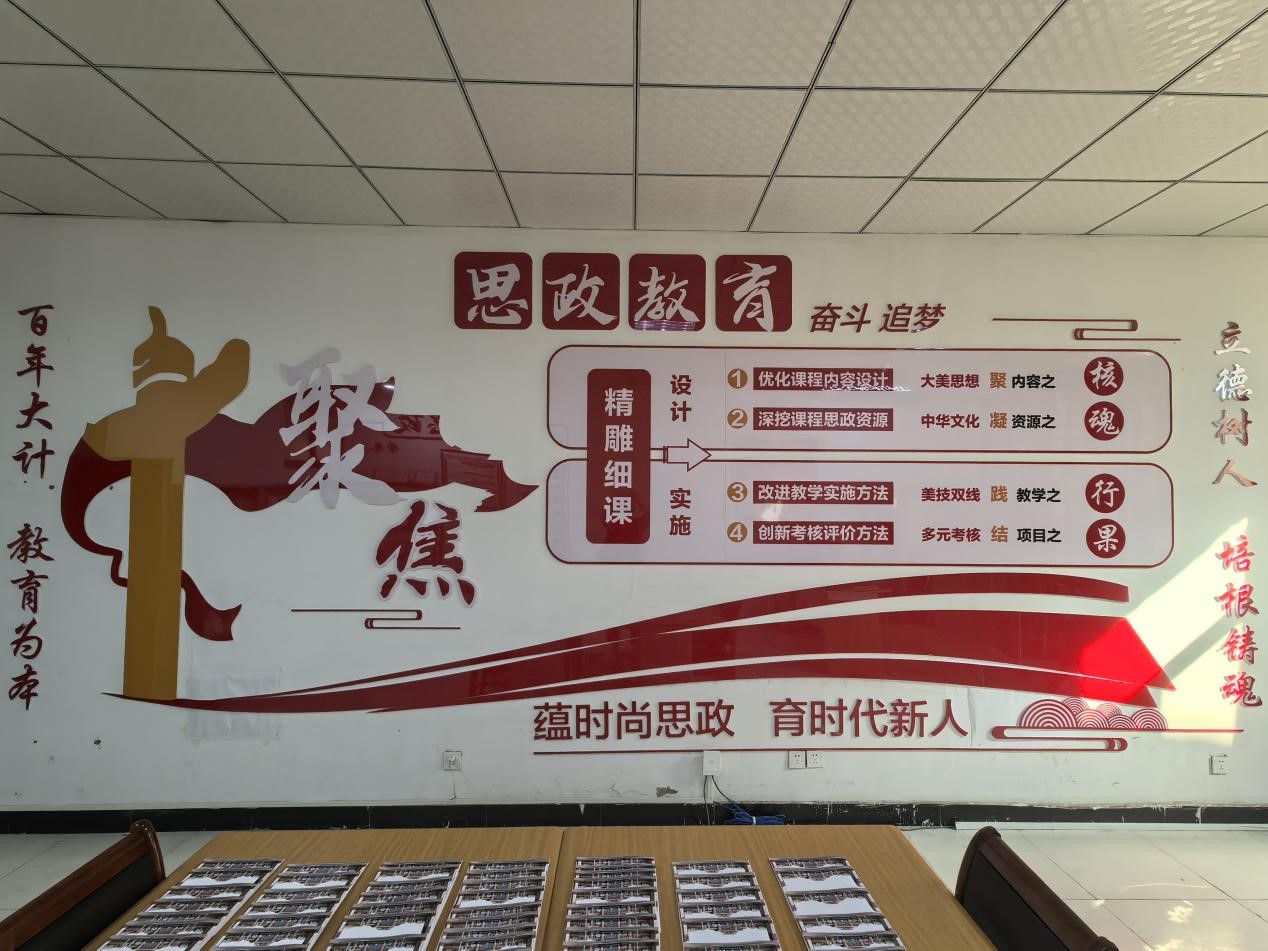 思政教育
奋斗 追梦
百年大计 教育为本
聚焦
精雕细课
设计
1 优化课程内容设计 大美思想 聚 内容之 核
2 深挖课程思政资源 中华文化 凝 资源之 魂
实施
3 改进教学实施方法 美技双线 践 教学之 行
4 创新考核评价方法 多元考核 结 项目之 果
立德树人 培根铸魂
蕴时尚思政 育时代新人